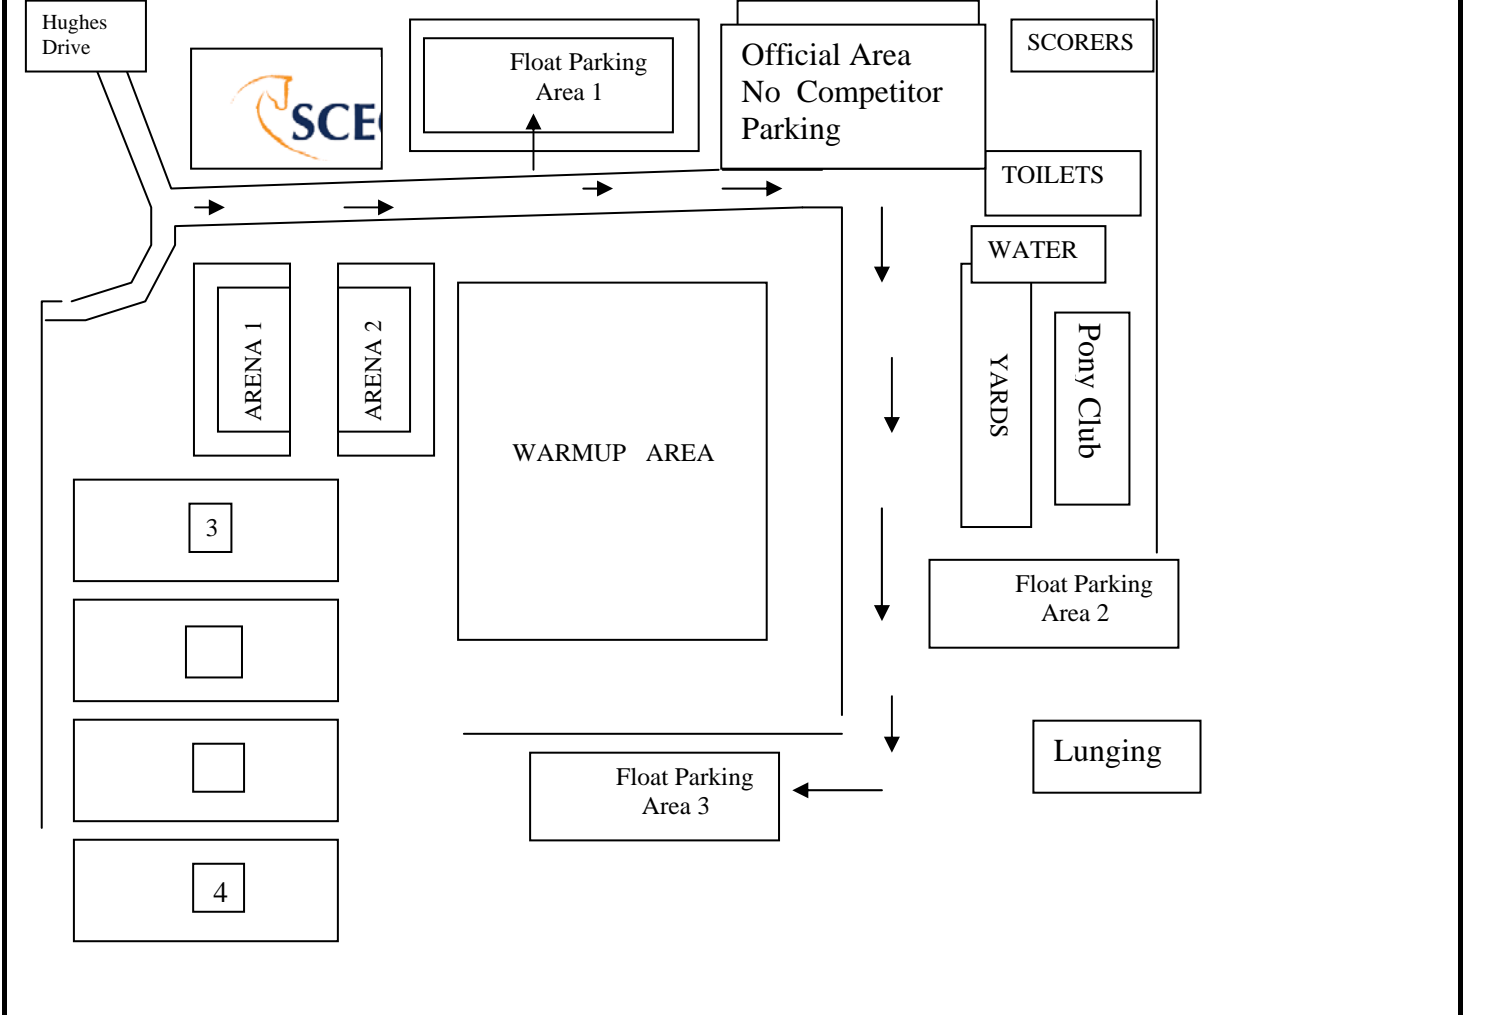 Hughes
Drive
SCE
Float Parking
Area 1
Official Area
No Competitor
Parking
SCORERS
TOILETS
WATER
ARENA 1
ARENA 2
WARMUP AREA
YARDS
Pony Club
3
Float Parking
Area 2
Lunging
Float Parking
Area 3
4